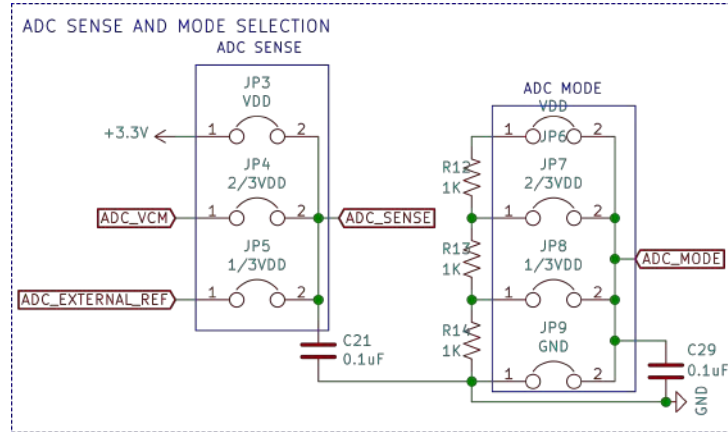 ADC SENSE AND MODE SELECTION
ADC SENSE
JP3
VDD
+3.3V
1
2
JP4
2/3VDD
ADC_VCM
1
2
ADC_SENSE
JP5
1/3VDD
ADC_EXTERNAL_REF
1
2
C21
0.1uF
ADC MODE
VDD
JP6
1
2
R12
1K
JP7
2/3VDD
1
2
R13
1K
JP8
1/3VDD
1
2
ADC_MODE
R14
1K
JP9
GND
1
2
C29
0.1uF
GND